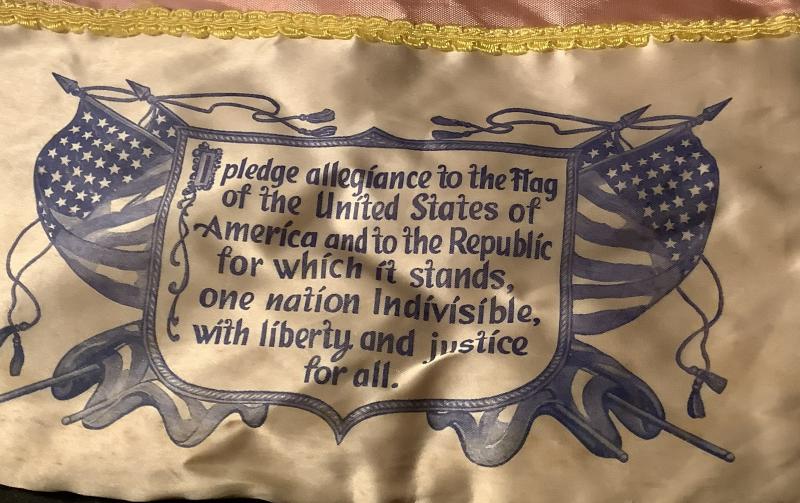 I pledge allegiance to the Flag
of the United States of
America and to the Republic
for which it stands,
one nation Indivisible,
with liberty and justice
for all.